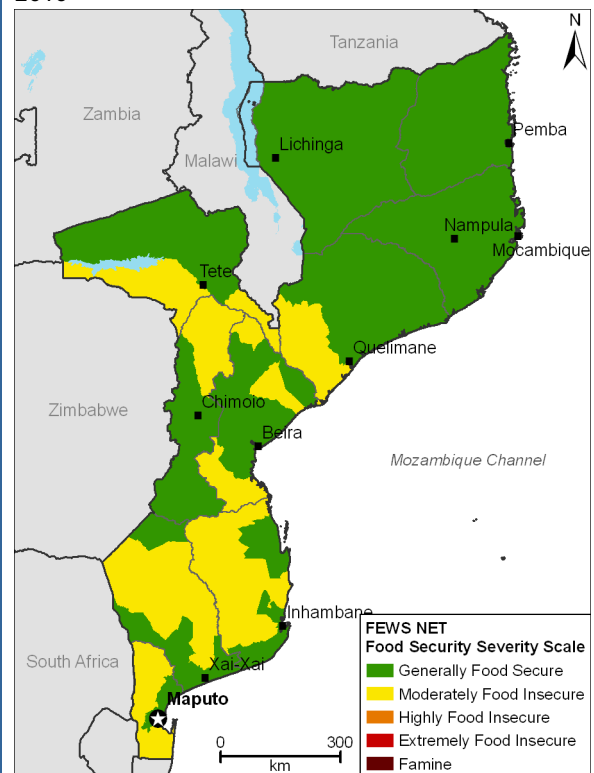 N
Tanzania
Zambia
Pemba
Lichinga
Malawi
Nampula
Mocambique
Tete
Quelimane
Chimoio
Zimbabwe
Beira
Mozambique Channel
Inhambane
South Africa
Xai-Xai
Maputo
0 300
km
FEWS NET
Food Security Severity Scale
Generally Food Secure
Moderately Food Insecure
Highly Food Insecure
Extremely Food Insecure
Famine